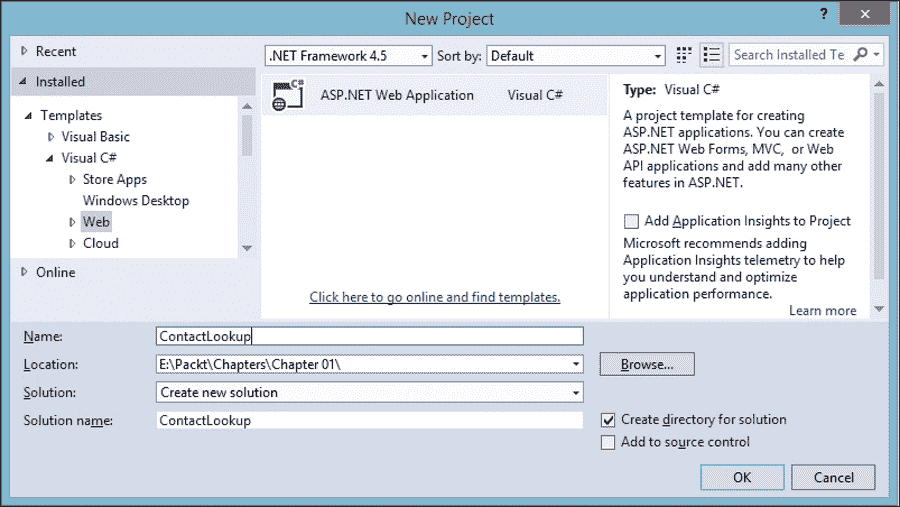 New Project
?
Recent
.NET Framework 4.5
Sort by:
Default
Search Installed Te
Installed
Templates
Visual Basic
Visual C#
Store Apps
Windows Desktop
Web
Cloud
Online
C#
ASP.NET Web Application
Visual C#
Click here to go online and find templates.
Type: Visual C#
A project template for creating
ASP.NET applications. You can create
ASP.NET Web Forms, MVC, or Web
API applications and add many other
features in ASP.NET.
Add Application Insights to Project
Microsoft recommends adding
Application Insights telemetry to help
you understand and optimize
application performance.
Learn more
Name:
ContactLookup
Location:
E:\Packt\Chapters\Chapter 01\
Browse...
Solution:
Create new solution
Solution name:
ContactLookup
Create directory for solution
Add to source control
OK
Cancel